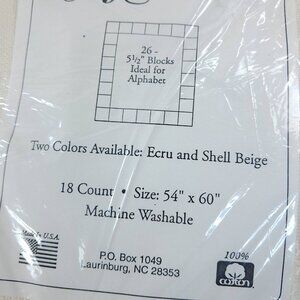 26 -
5½" Blocks
Ideal for
Alphabet
Two Colors Available: Ecru and Shell Beige
18 Count • Size: 54" x 60"
Machine Washable
Made In U.S.A.
P.O. Box 1049
Laurinburg, NC 28353
100%
cotton